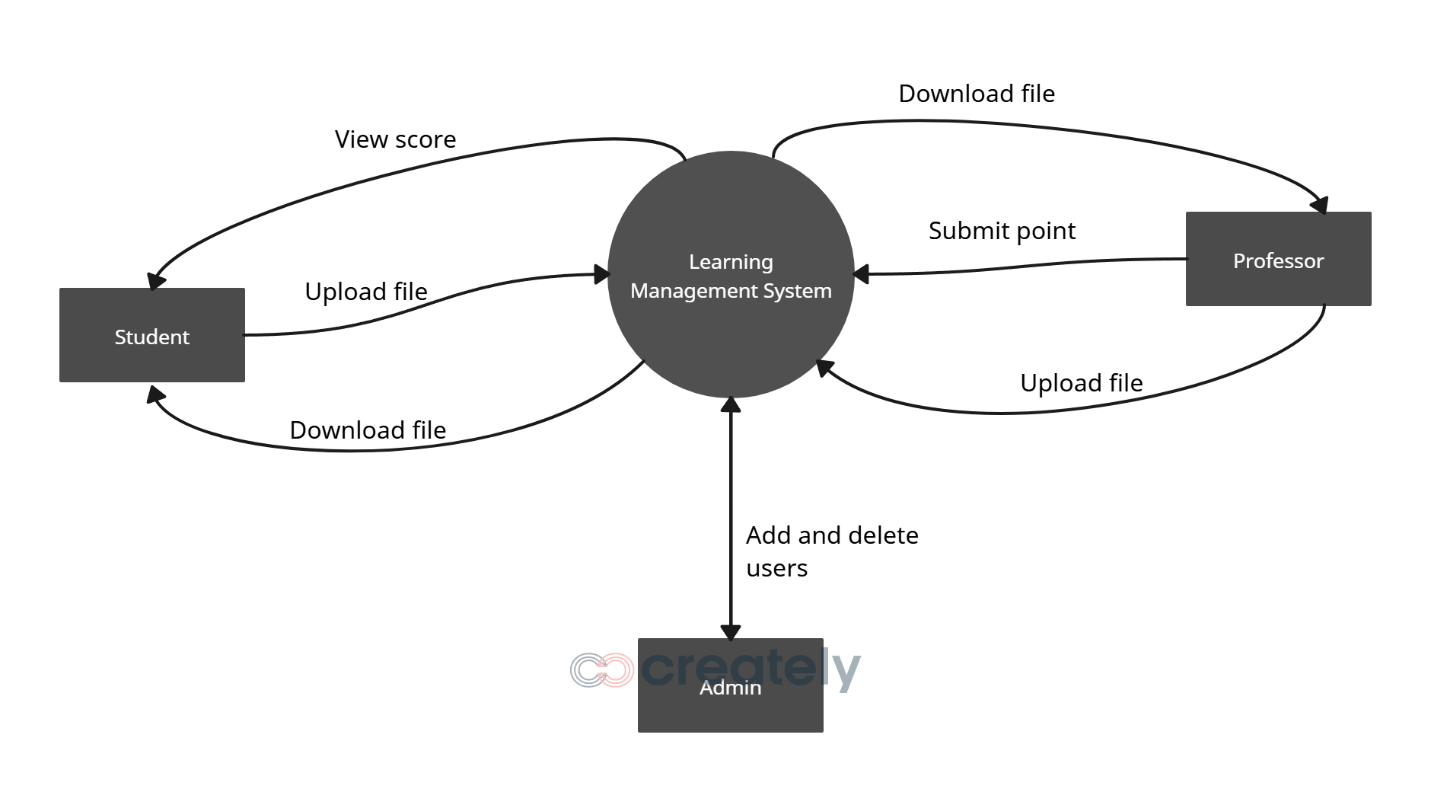 Download file
View score
Submit point
Learning
Management System
Professor
Upload file
Student
Upload file
Download file
Add and delete
users
creately
Admin